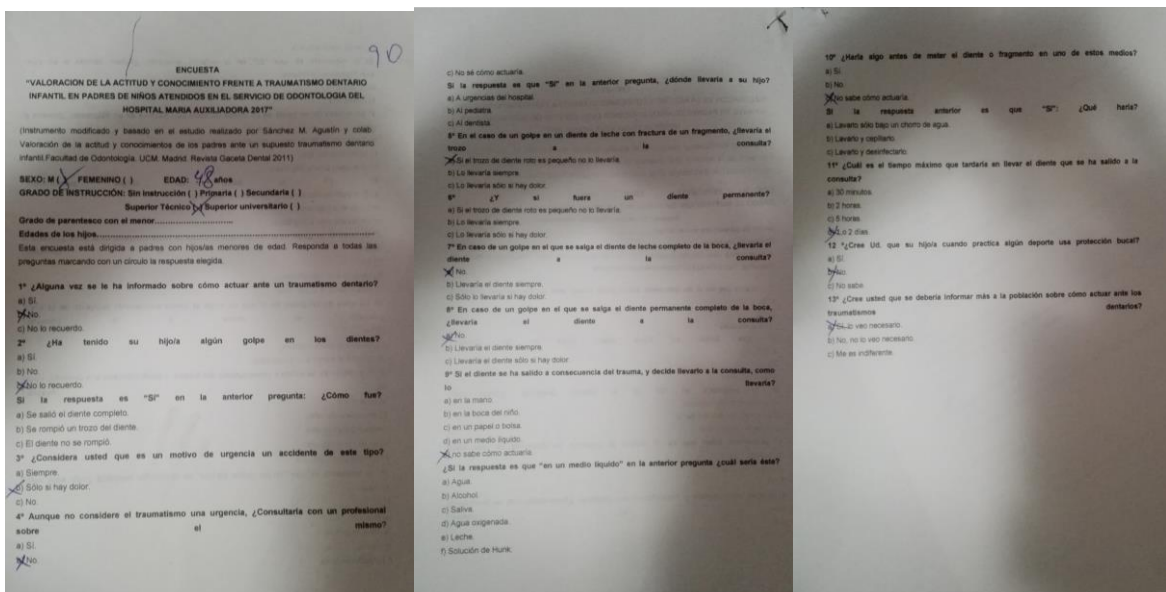 90
ENCUESTA
"VALORACION DE LA ACTITUD Y CONOCIMIENTO FRENTE A TRAUMATISMO DENTARIO
INFANTIL EN PADRES DE NIÑOS ATENDIDOS EN EL SERVICIO DE ODONTOLOGIA DEL
HOSPITAL MARIA AUXILIADORA 2017"
(Instrumento modificado y basado en el estudio realizado por Sánchez M. Agustín y colab.
Valoración de la actitud y conocimientos de los padres ante un supuesto traumatismo dentario
infantil.Facultad de Odontología. UCM. Madrid. Revista Gaceta Dental 2011)
SEXO: M (X) FEMENINO ( ) EDAD: 48 años
GRADO DE INSTRUCCIÓN: Sin instrucción ( ) Primaria ( ) Secundaria ( )
Superior Técnico (X) Superior universitario ( )
Grado de parentesco con el menor............................
Edades de los hijos....................................................................................
Esta encuesta está dirigida a padres con hijos/as menores de edad. Responda a todas las
preguntas marcando con un círculo la respuesta elegida.
1º ¿Alguna vez se le ha informado sobre cómo actuar ante un traumatismo dentario?
a) Sí.
b) No.
c) No lo recuerdo.
2º ¿Ha tenido su hijo/a algún golpe en los dientes?
a) Sí
b) No.
c) No lo recuerdo.
Si la respuesta es "Sí" en la anterior pregunta: ¿Cómo fue?
a) Se salió el diente completo.
b) Se rompió un trozo del diente.
c) El diente no se rompió.
3º ¿Considera usted que es un motivo de urgencia un accidente de este tipo?
a) Siempre.
b) Sólo si hay dolor.
c) No.
4º Aunque no considere el traumatismo una urgencia, ¿Consultaría con un profesional
sobre el mismo?
a) Sí.
b) No.
c) No sé cómo actuaría.
Si la respuesta es que "Sí" en la anterior pregunta, ¿dónde llevaría a su hijo?
a) A urgencias del hospital.
b) Al pediatra.
c) Al dentista.
5º En el caso de un golpe en un diente de leche con fractura de un fragmento, ¿llevaría el
trozo a la consulta?
a) Si el trozo de diente roto es pequeño no lo llevaría.
b) Lo llevaría siempre.
c) Lo llevaría sólo si hay dolor.
6º ¿Y si fuera un diente permanente?
a) Si el trozo de diente roto es pequeño no lo llevaría.
b) Lo llevaría siempre.
c) Lo llevaría sólo si hay dolor.
7º En caso de un golpe en el que se salga el diente de leche completo de la boca, ¿llevaría el
diente a la consulta?
a) No.
b) Llevaría el diente siempre.
c) Sólo lo llevaría si hay dolor.
8º En caso de un golpe en el que se salga el diente permanente completo de la boca,
¿llevaría el diente a la consulta?
a) No.
b) Llevaría el diente siempre.
c) Llevaría el diente sólo si hay dolor.
9º Si el diente se ha salido a consecuencia del trauma, y decide llevarlo a la consulta, como
lo llevaría?
a) en la mano.
b) en la boca del niño.
c) en un papel o bolsa.
d) en un medio líquido.
e) no sabe cómo actuaría.
¿Si la respuesta es que "en un medio líquido" en la anterior pregunta ¿cuál sería éste?
a) Agua.
b) Alcohol.
c) Saliva.
d) Agua oxigenada.
e) Leche.
f) Solución de Hunk.
10º ¿Haría algo antes de meter el diente o fragmento en uno de estos medios?
a) Sí.
b) No.
c) No sabe cómo actuaría.
Si la respuesta anterior es que "Sí": ¿Qué haría?
a) Lavarlo sólo bajo un chorro de agua.
b) Lavarlo y cepillarlo.
c) Lavarlo y desinfectarlo.
11º ¿Cuál es el tiempo máximo que tardaría en llevar el diente que se ha salido a la
consulta?
a) 30 minutos.
b) 2 horas.
c) 5 horas.
2 días.
12 º¿Cree Ud. que su hijo/a cuando practica algún deporte usa protección bucal?
a) Sí.
b) No.
c) No sabe.
13º ¿Cree usted que se debería informar más a la población sobre cómo actuar ante los
traumatismos dentarios?
a) Sí, lo veo necesario.
b) No, no lo veo necesario.
c) Me es indiferente.